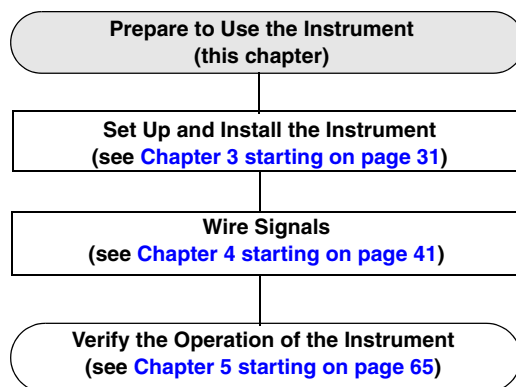 Prepare to Use the Instrument
(this chapter)
Set Up and Install the Instrument
(see Chapter 3 starting on page 31)
Wire Signals
(see Chapter 4 starting on page 41)
Verify the Operation of the Instrument
(see Chapter 5 starting on page 65)